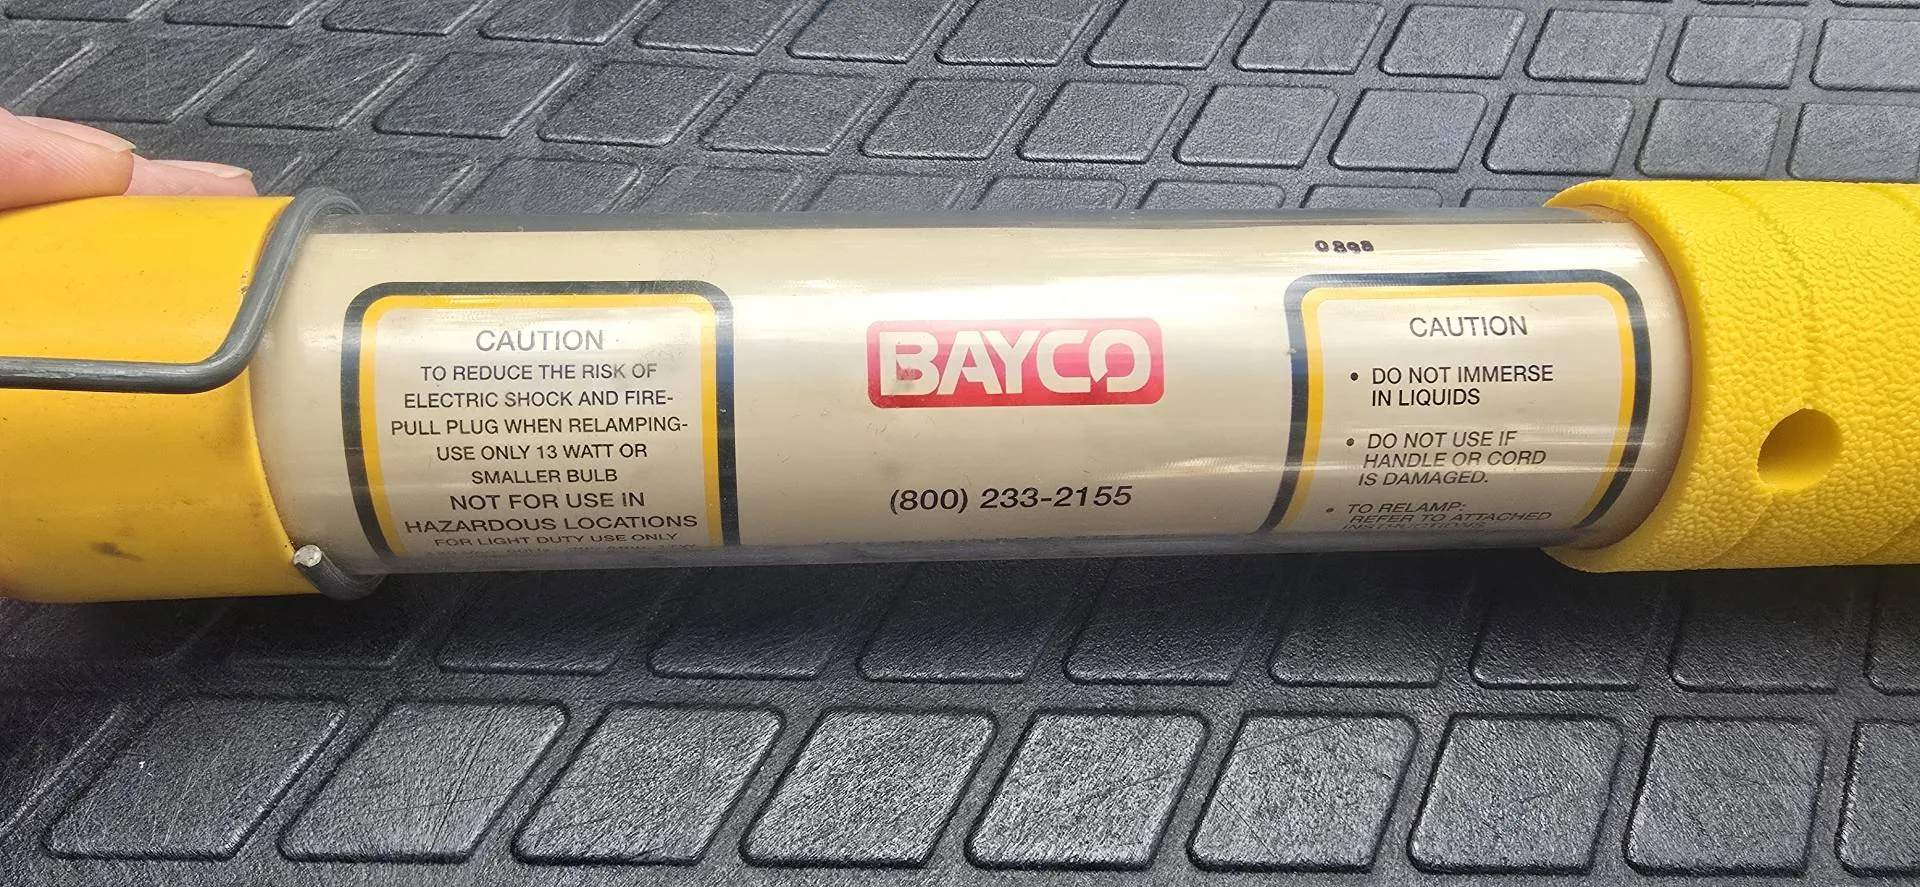 CAUTION
TO REDUCE THE RISK OF
ELECTRIC SHOCK AND FIRE-
PULL PLUG WHEN RELAMPING-
USE ONLY 13 WATT OR
SMALLER BULB
NOT FOR USE IN
HAZARDOUS LOCATIONS
FOR LIGHT DUTY USE ONLY
BAYCO
(800) 233-2155
0898
CAUTION
• DO NOT IMMERSE
IN LIQUIDS
• DO NOT USE IF
HANDLE OR CORD
IS DAMAGED.
• TO RELAMP:
REFER TO ATTACHED
INSTRUCTIONS